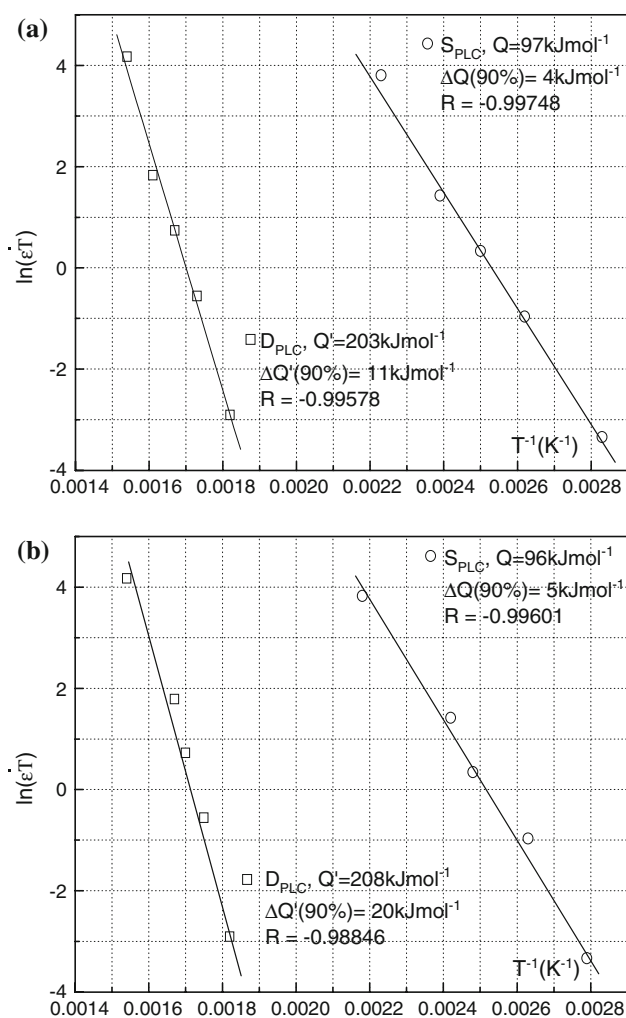 (a)
S_PLC, Q=97kJmol⁻¹
ΔQ(90%)= 4kJmol⁻¹
R = -0.99748
4
2
0
-2
-4
ln(ε̇T)
D_PLC, Q'=203kJmol⁻¹
ΔQ'(90%)= 11kJmol⁻¹
R = -0.99578
T⁻¹(K⁻¹)
0.0014 0.0016 0.0018 0.0020 0.0022 0.0024 0.0026 0.0028
(b)
S_PLC, Q=96kJmol⁻¹
ΔQ(90%)= 5kJmol⁻¹
R = -0.99601
4
2
0
-2
-4
ln(ε̇T)
D_PLC, Q'=208kJmol⁻¹
ΔQ'(90%)= 20kJmol⁻¹
R = -0.98846
T⁻¹(K⁻¹)
0.0014 0.0016 0.0018 0.0020 0.0022 0.0024 0.0026 0.0028